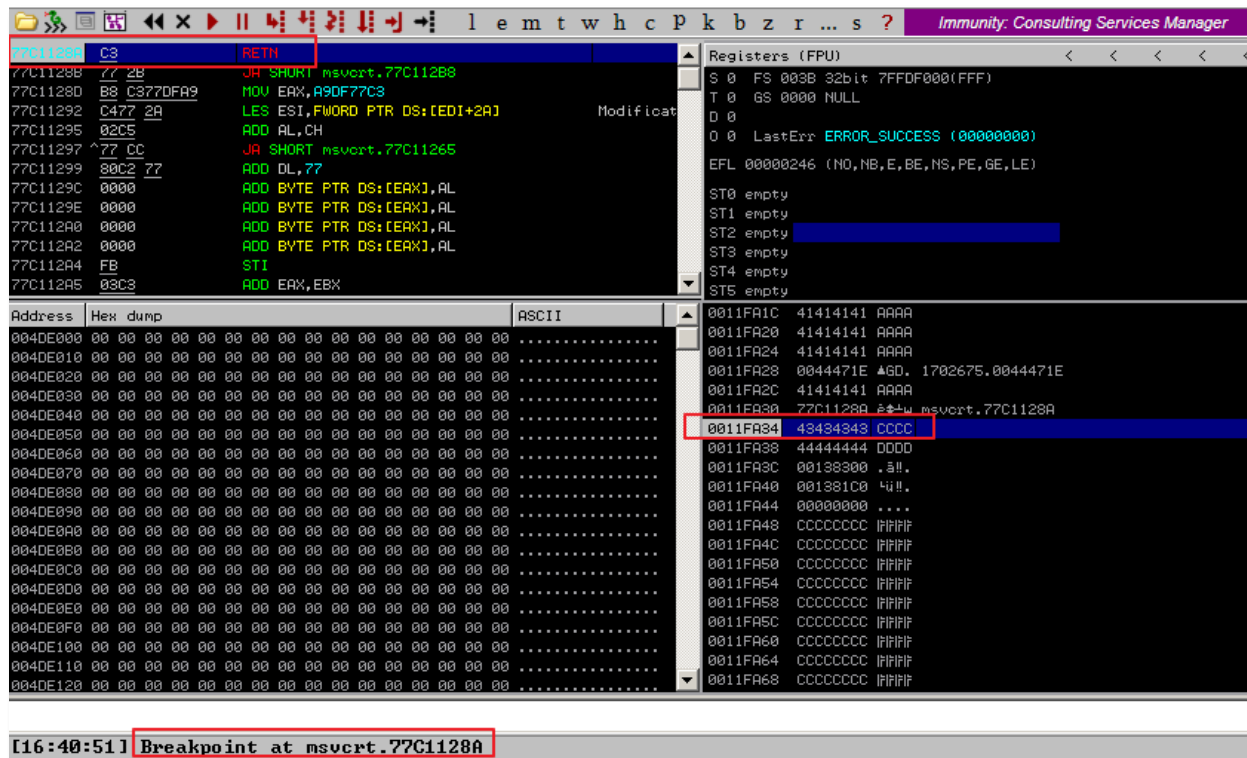 l e m t w h c P k b z r ... s ? Immunity: Consulting Services Manager
77C1128A C3 RETN
77C1128B 77 2B JA SHORT msvcrt.77C112B8
77C1128D B8 C377DFA9 MOV EAX,A9DF77C3
77C11292 C477 2A LES ESI,FWORD PTR DS:[EDI+2A] Modificat
77C11295 02C5 ADD AL,CH
77C11297 ^77 CC JA SHORT msvcrt.77C11265
77C11299 80C2 77 ADD DL,77
77C1129C 0000 ADD BYTE PTR DS:[EAX],AL
77C1129E 0000 ADD BYTE PTR DS:[EAX],AL
77C112A0 0000 ADD BYTE PTR DS:[EAX],AL
77C112A2 0000 ADD BYTE PTR DS:[EAX],AL
77C112A4 FB STI
77C112A5 03C3 ADD EAX,EBX
Registers (FPU) < < < < <
S 0 FS 003B 32bit 7FFDF000(FFF)
T 0 GS 0000 NULL
D 0
O 0 LastErr ERROR_SUCCESS (00000000)
EFL 00000246 (NO,NB,E,BE,NS,PE,GE,LE)
ST0 empty
ST1 empty
ST2 empty
ST3 empty
ST4 empty
ST5 empty
Address Hex dump ASCII
004DE000 00 00 00 00 00 00 00 00 00 00 00 00 00 00 00 00 ................
004DE010 00 00 00 00 00 00 00 00 00 00 00 00 00 00 00 00 ................
004DE020 00 00 00 00 00 00 00 00 00 00 00 00 00 00 00 00 ................
004DE030 00 00 00 00 00 00 00 00 00 00 00 00 00 00 00 00 ................
004DE040 00 00 00 00 00 00 00 00 00 00 00 00 00 00 00 00 ................
004DE050 00 00 00 00 00 00 00 00 00 00 00 00 00 00 00 00 ................
004DE060 00 00 00 00 00 00 00 00 00 00 00 00 00 00 00 00 ................
004DE070 00 00 00 00 00 00 00 00 00 00 00 00 00 00 00 00 ................
004DE080 00 00 00 00 00 00 00 00 00 00 00 00 00 00 00 00 ................
004DE090 00 00 00 00 00 00 00 00 00 00 00 00 00 00 00 00 ................
004DE0A0 00 00 00 00 00 00 00 00 00 00 00 00 00 00 00 00 ................
004DE0B0 00 00 00 00 00 00 00 00 00 00 00 00 00 00 00 00 ................
004DE0C0 00 00 00 00 00 00 00 00 00 00 00 00 00 00 00 00 ................
004DE0D0 00 00 00 00 00 00 00 00 00 00 00 00 00 00 00 00 ................
004DE0E0 00 00 00 00 00 00 00 00 00 00 00 00 00 00 00 00 ................
004DE0F0 00 00 00 00 00 00 00 00 00 00 00 00 00 00 00 00 ................
004DE100 00 00 00 00 00 00 00 00 00 00 00 00 00 00 00 00 ................
004DE110 00 00 00 00 00 00 00 00 00 00 00 00 00 00 00 00 ................
004DE120 00 00 00 00 00 00 00 00 00 00 00 00 00 00 00 00 ................
0011FA1C 41414141 AAAA
0011FA20 41414141 AAAA
0011FA24 41414141 AAAA
0011FA28 0044471E ▲GD. 1702675.0044471E
0011FA2C 41414141 AAAA
0011FA30 77C1128A è↕┴w msvcrt.77C1128A
0011FA34 43434343 CCCC
0011FA38 44444444 DDDD
0011FA3C 00138300 .â‼.
0011FA40 001381C0 └ü‼.
0011FA44 00000000 ....
0011FA48 CCCCCCCC ╠╠╠╠
0011FA4C CCCCCCCC ╠╠╠╠
0011FA50 CCCCCCCC ╠╠╠╠
0011FA54 CCCCCCCC ╠╠╠╠
0011FA58 CCCCCCCC ╠╠╠╠
0011FA5C CCCCCCCC ╠╠╠╠
0011FA60 CCCCCCCC ╠╠╠╠
0011FA64 CCCCCCCC ╠╠╠╠
0011FA68 CCCCCCCC ╠╠╠╠
[16:40:51] Breakpoint at msvcrt.77C1128A